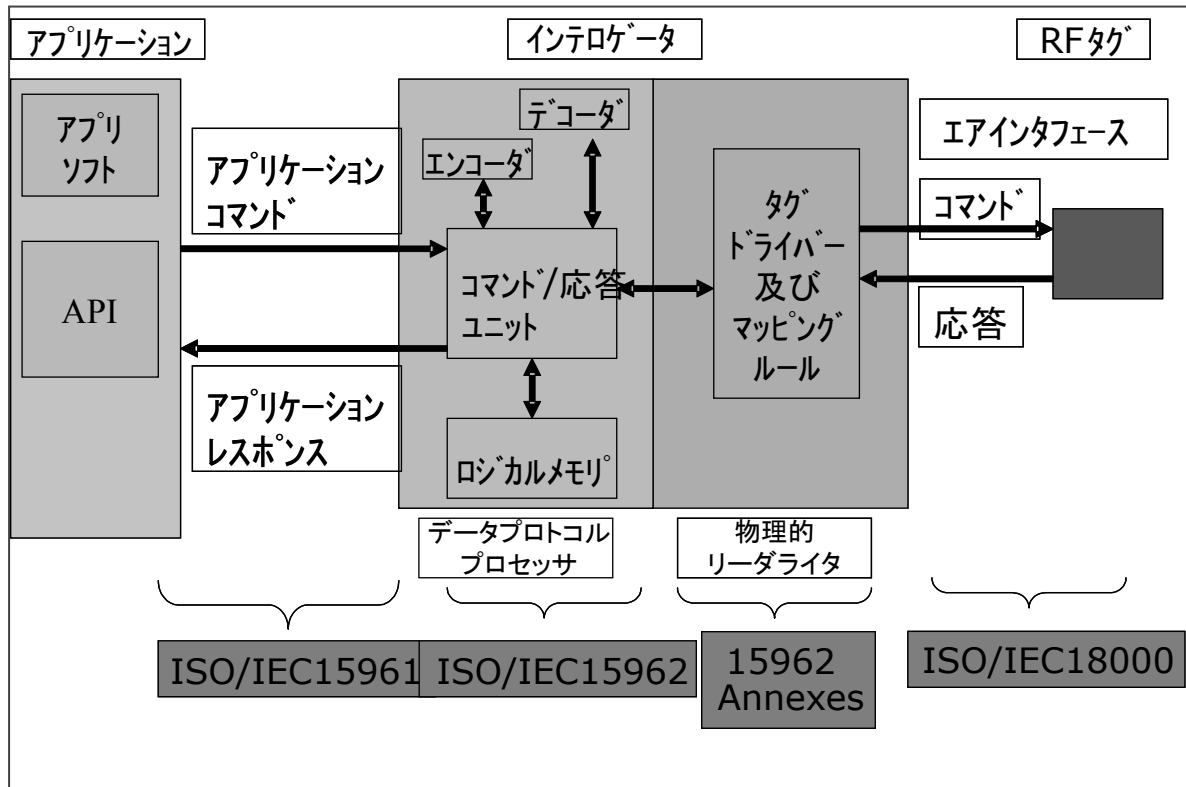 アプリケーション
インテロゲータ
RFタグ
アプリ
ソフト
API
アプリケーション
コマンド
アプリケーション
レスポンス
デコーダ
エンコーダ
コマンド/応答
ユニット
ロジカルメモリ゚
タグ
ドライバー
及び
マッピング
ルール
エアインタフェース
コマンド
応答
データプロトコル
プロセッサ
物理的
リーダライタ
ISO/IEC15961
ISO/IEC15962
15962
Annexes
ISO/IEC18000